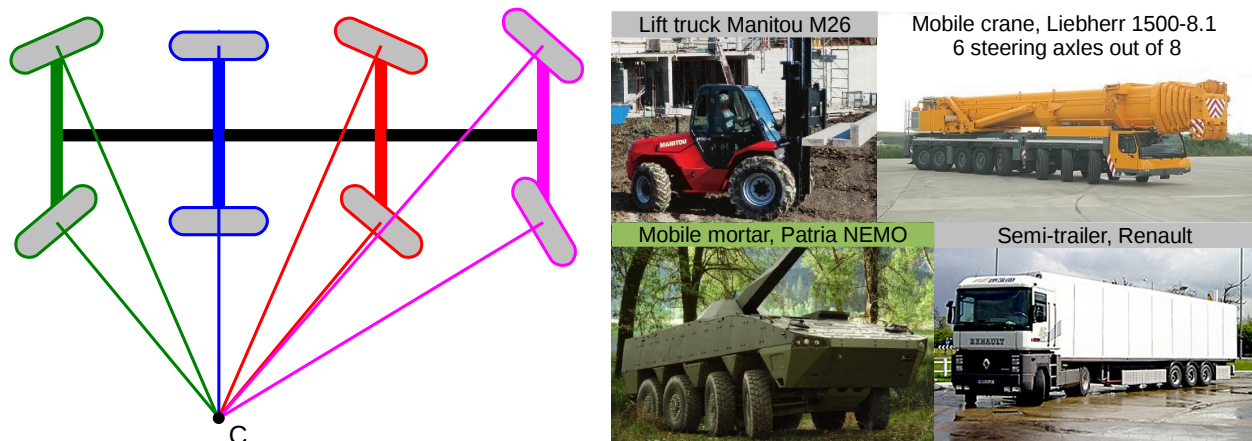 C
Lift truck Manitou M26
Mobile crane, Liebherr 1500-8.1
6 steering axles out of 8
MANITOU
Mobile mortar, Patria NEMO
Semi-trailer, Renault
RENAULT